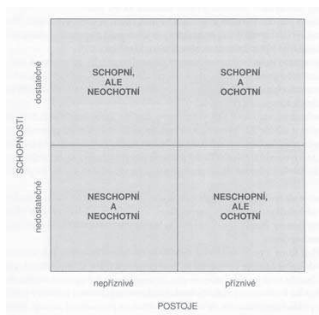 dostatečné
SCHOPNÍ,
ALE
NEOCHOTNÍ
SCHOPNÍ
A
OCHOTNÍ
SCHOPNOSTI
nedostatečné
NESCHOPNÍ
A
NEOCHOTNÍ
NESCHOPNÍ,
ALE
OCHOTNÍ
nepříznivé
příznivé
POSTOJE